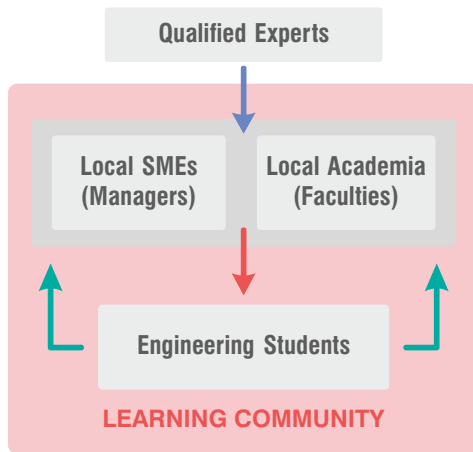 Qualified Experts
Local SMEs
(Managers)
Local Academia
(Faculties)
Engineering Students
LEARNING COMMUNITY